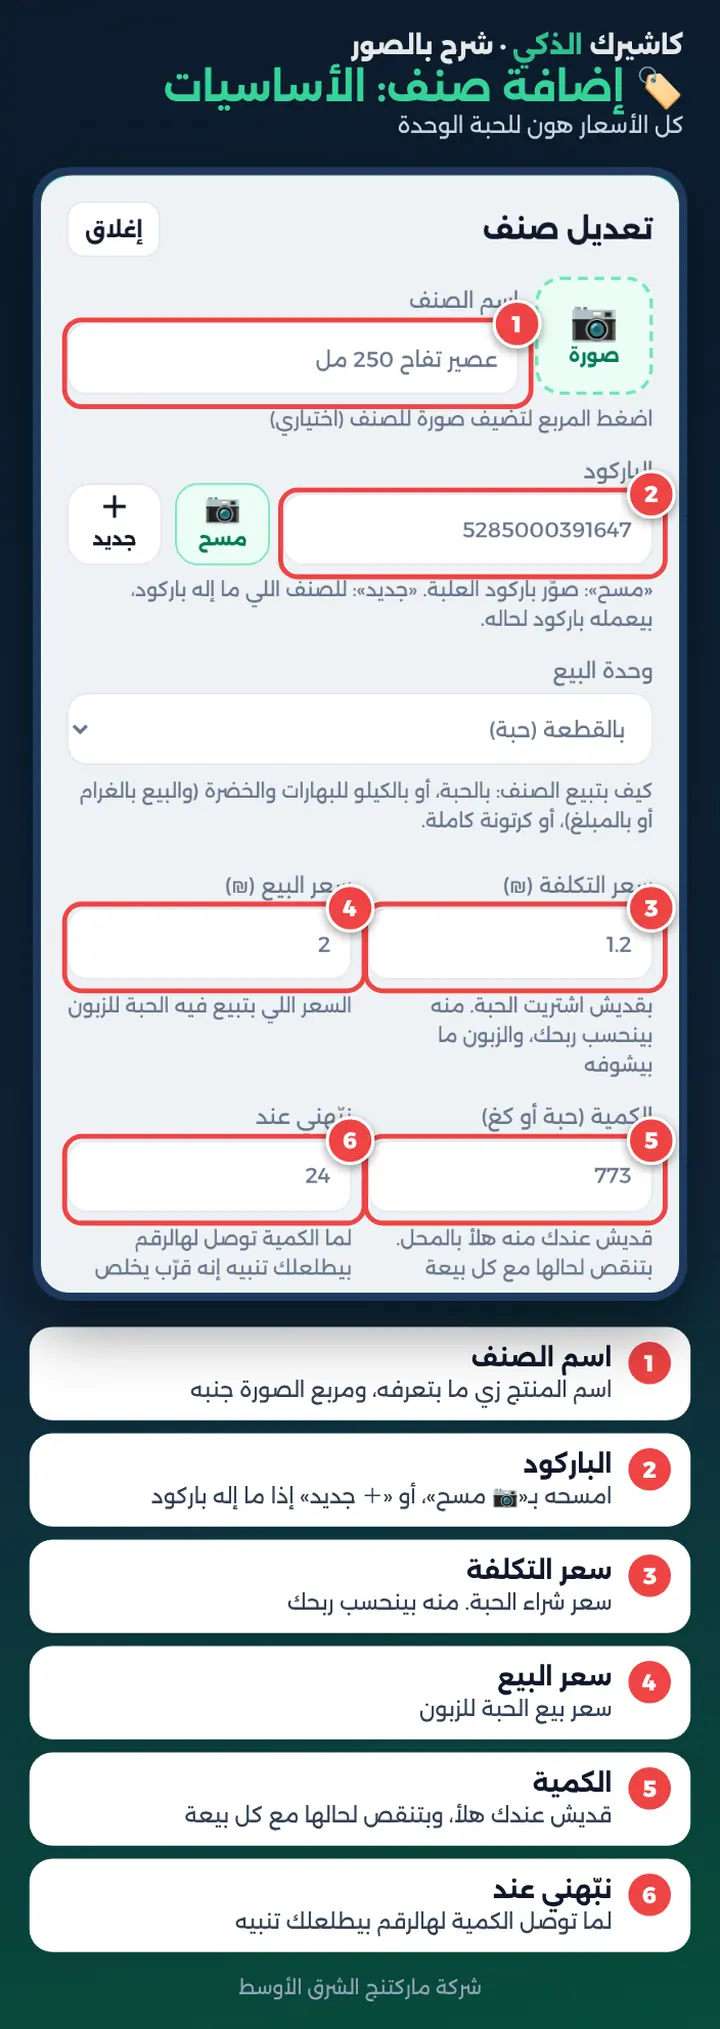 كاشيرك الذكي · شرح بالصور
إضافة صنف: الأساسيات
كل الأسعار هون للحبة الوحدة
تعديل صنف
إغلاق
صورة
اسم الصنف
1
عصير تفاح 250 مل
اضغط المربع لتضيف صورة للصنف (اختياري)
الباركود
2
5285000391647
مسح
+
جديد
«مسح»: صوّر باركود العلبة. «جديد»: للصنف اللي ما إله باركود،
بيعمله باركود لحاله.
وحدة البيع
بالقطعة (حبة)
كيف بتبيع الصنف: بالحبة، أو بالكيلو للبهارات والخضرة (والبيع بالغرام
أو بالمبلغ)، أو كرتونة كاملة.
سعر التكلفة (₪)
3
1.2
بقديش اشتريت الحبة. منه
بينحسب ربحك، والزبون ما
بيشوفه
سعر البيع (₪)
4
2
السعر اللي بتبيع فيه الحبة للزبون
الكمية (حبة أو كغ)
5
773
قديش عندك منه هلأ بالمحل.
بتنقص لحالها مع كل بيعة
نبّهني عند
6
24
لما الكمية توصل لهالرقم
بيطلعلك تنبيه إنه قرّب يخلص
1
اسم الصنف
اسم المنتج زي ما بتعرفه، ومربع الصورة جنبه
2
الباركود
امسحه بـ«📷 مسح»، أو «+ جديد» إذا ما إله باركود
3
سعر التكلفة
سعر شراء الحبة. منه بينحسب ربحك
4
سعر البيع
سعر بيع الحبة للزبون
5
الكمية
قديش عندك هلأ، وبتنقص لحالها مع كل بيعة
6
نبّهني عند
لما توصل الكمية لهالرقم بيطلعلك تنبيه
شركة ماركتنج الشرق الأوسط